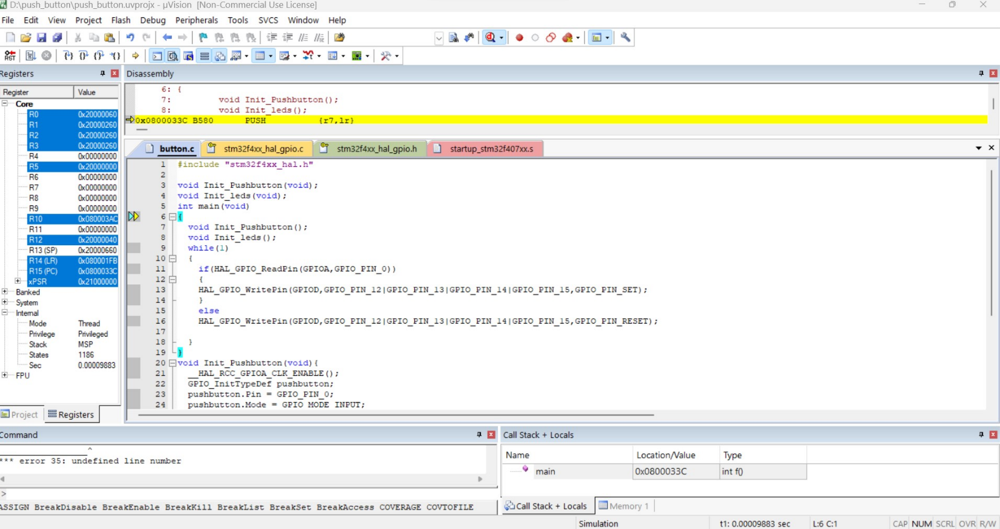 D:\push_button\push_button.uvprojx - µVision [Non-Commercial Use License]
File Edit View Project Flash Debug Peripherals Tools SVCS Window Help
RST
Registers
Register Value
Core
R0 0x20000060
R1 0x20000260
R2 0x20000260
R3 0x20000260
R4 0x00000000
R5 0x20000000
R6 0x00000000
R7 0x00000000
R8 0x00000000
R9 0x00000000
R10 0x080003AC
R11 0x00000000
R12 0x20000040
R13 (SP) 0x20000660
R14 (LR) 0x080001FB
R15 (PC) 0x0800033C
xPSR 0x21000000
Banked
System
Internal
Mode Thread
Privilege Privileged
Stack MSP
States 1186
Sec 0.00009883
FPU
Project Registers
Disassembly
6: {
7: void Init_Pushbutton();
8: void Init_leds();
0x0800033C B580 PUSH {r7,lr}
button.c stm32f4xx_hal_gpio.c stm32f4xx_hal_gpio.h startup_stm32f407xx.s
1 #include "stm32f4xx_hal.h"
2
3 void Init_Pushbutton(void);
4 void Init_leds(void);
5 int main(void)
6 {
7 void Init_Pushbutton();
8 void Init_leds();
9 while(1)
10 {
11 if(HAL_GPIO_ReadPin(GPIOA,GPIO_PIN_0))
12 {
13 HAL_GPIO_WritePin(GPIOD,GPIO_PIN_12|GPIO_PIN_13|GPIO_PIN_14|GPIO_PIN_15,GPIO_PIN_SET);
14 }
15 else
16 HAL_GPIO_WritePin(GPIOD,GPIO_PIN_12|GPIO_PIN_13|GPIO_PIN_14|GPIO_PIN_15,GPIO_PIN_RESET);
17
18 }
19 }
20 void Init_Pushbutton(void){
21 __HAL_RCC_GPIOA_CLK_ENABLE();
22 GPIO_InitTypeDef pushbutton;
23 pushbutton.Pin = GPIO_PIN_0;
24 pushbutton.Mode = GPIO_MODE_INPUT;
Command
^
*** error 35: undefined line number
>
ASSIGN BreakDisable BreakEnable BreakKill BreakList BreakSet BreakAccess COVERAGE COVTOFILE
Call Stack + Locals
Name Location/Value Type
main 0x0800033C int f()
Call Stack + Locals Memory 1
Simulation t1: 0.00009883 sec L:6 C:1 CAP NUM SCRL OVR R/W